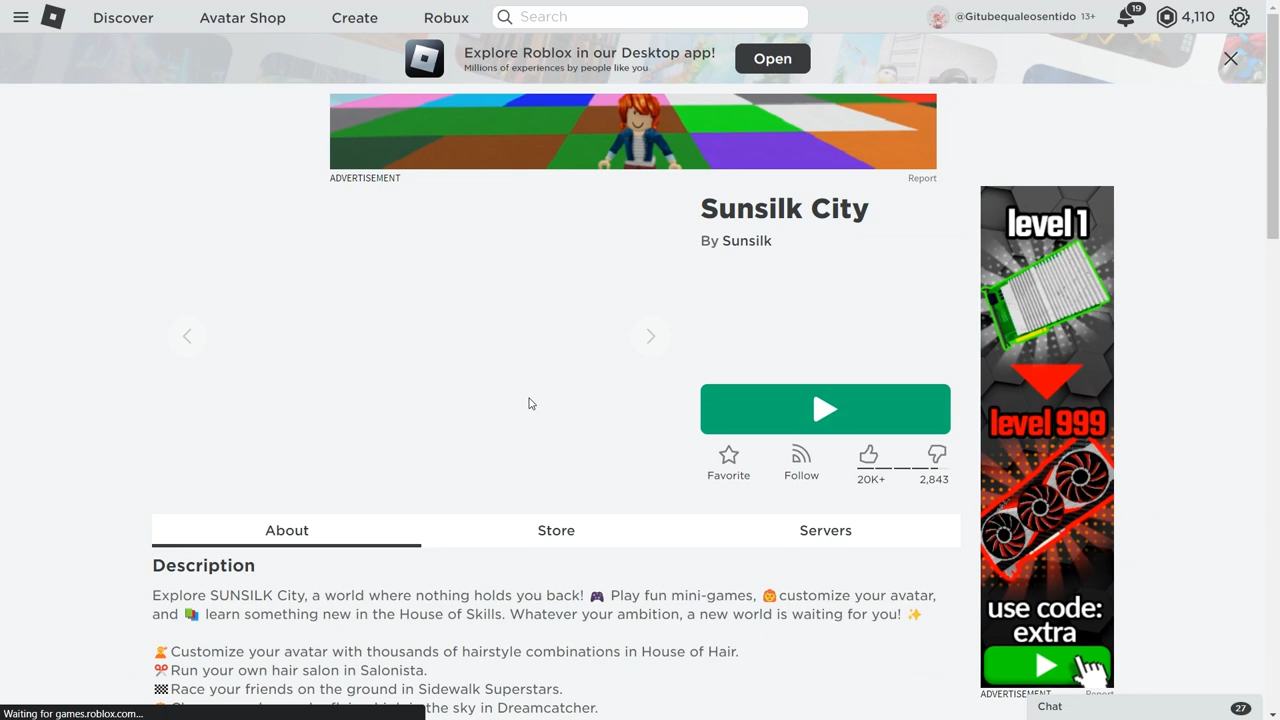 Discover Avatar Shop Create Robux Search @Gitubequaleosentido 13+ 19 4,110
Explore Roblox in our Desktop app!
Millions of experiences by people like you
Open
ADVERTISEMENT Report
Sunsilk City
By Sunsilk
level 1
level 999
use code:
extra
Favorite Follow 20K+ 2,843
About Store Servers
Description
Explore SUNSILK City, a world where nothing holds you back! 🎮 Play fun mini-games, 👩‍🦰customize your avatar,
and 📚 learn something new in the House of Skills. Whatever your ambition, a new world is waiting for you! ✨
💇Customize your avatar with thousands of hairstyle combinations in House of Hair.
✂️Run your own hair salon in Salonista.
🏁Race your friends on the ground in Sidewalk Superstars.
the sky in Dreamcatcher.
ADVERTISEMENT Report
Waiting for games.roblox.com...
Chat 27